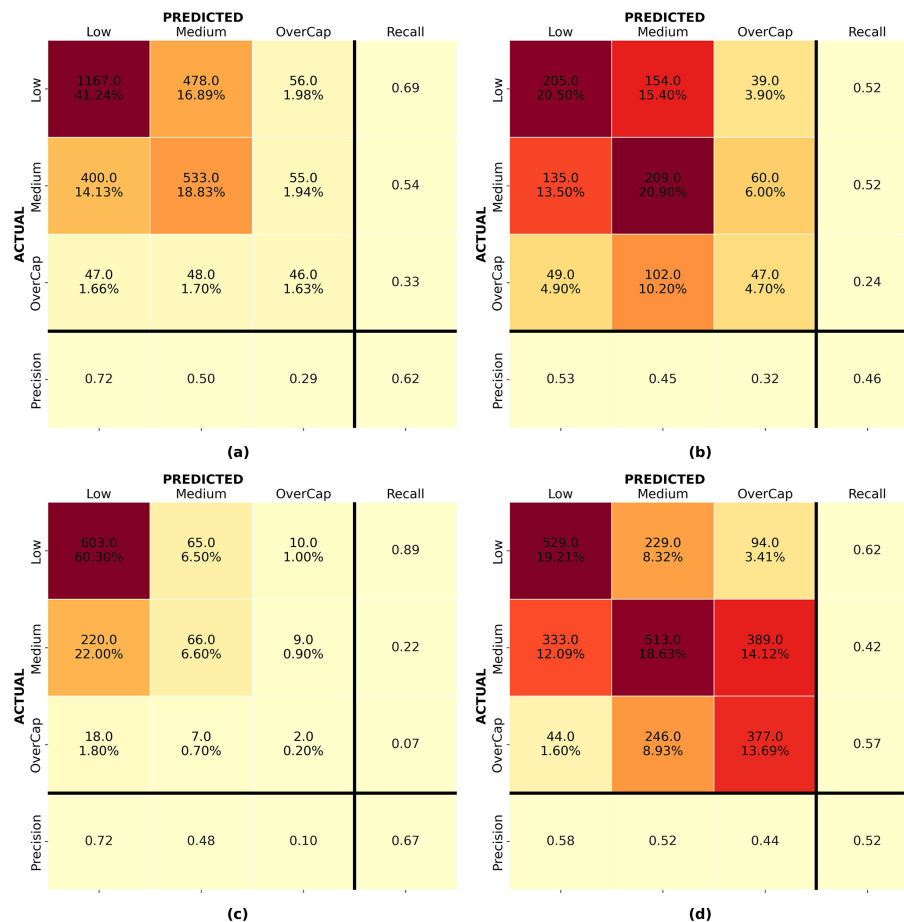 PREDICTED
Low Medium OverCap Recall
ACTUAL
Low
1167.0 478.0 56.0 0.69
41.24% 16.89% 1.98%
Medium
400.0 533.0 55.0 0.54
14.13% 18.83% 1.94%
OverCap
47.0 48.0 46.0 0.33
1.66% 1.70% 1.63%
Precision
0.72 0.50 0.29 0.62
(a)
PREDICTED
Low Medium OverCap Recall
ACTUAL
Low
205.0 154.0 39.0 0.52
20.50% 15.40% 3.90%
Medium
135.0 209.0 60.0 0.52
13.50% 20.90% 6.00%
OverCap
49.0 102.0 47.0 0.24
4.90% 10.20% 4.70%
Precision
0.53 0.45 0.32 0.46
(b)
PREDICTED
Low Medium OverCap Recall
ACTUAL
Low
603.0 65.0 10.0 0.89
60.30% 6.50% 1.00%
Medium
220.0 66.0 9.0 0.22
22.00% 6.60% 0.90%
OverCap
18.0 7.0 2.0 0.07
1.80% 0.70% 0.20%
Precision
0.72 0.48 0.10 0.67
(c)
PREDICTED
Low Medium OverCap Recall
ACTUAL
Low
529.0 229.0 94.0 0.62
19.21% 8.32% 3.41%
Medium
333.0 513.0 389.0 0.42
12.09% 18.63% 14.12%
OverCap
44.0 246.0 377.0 0.57
1.60% 8.93% 13.69%
Precision
0.58 0.52 0.44 0.52
(d)